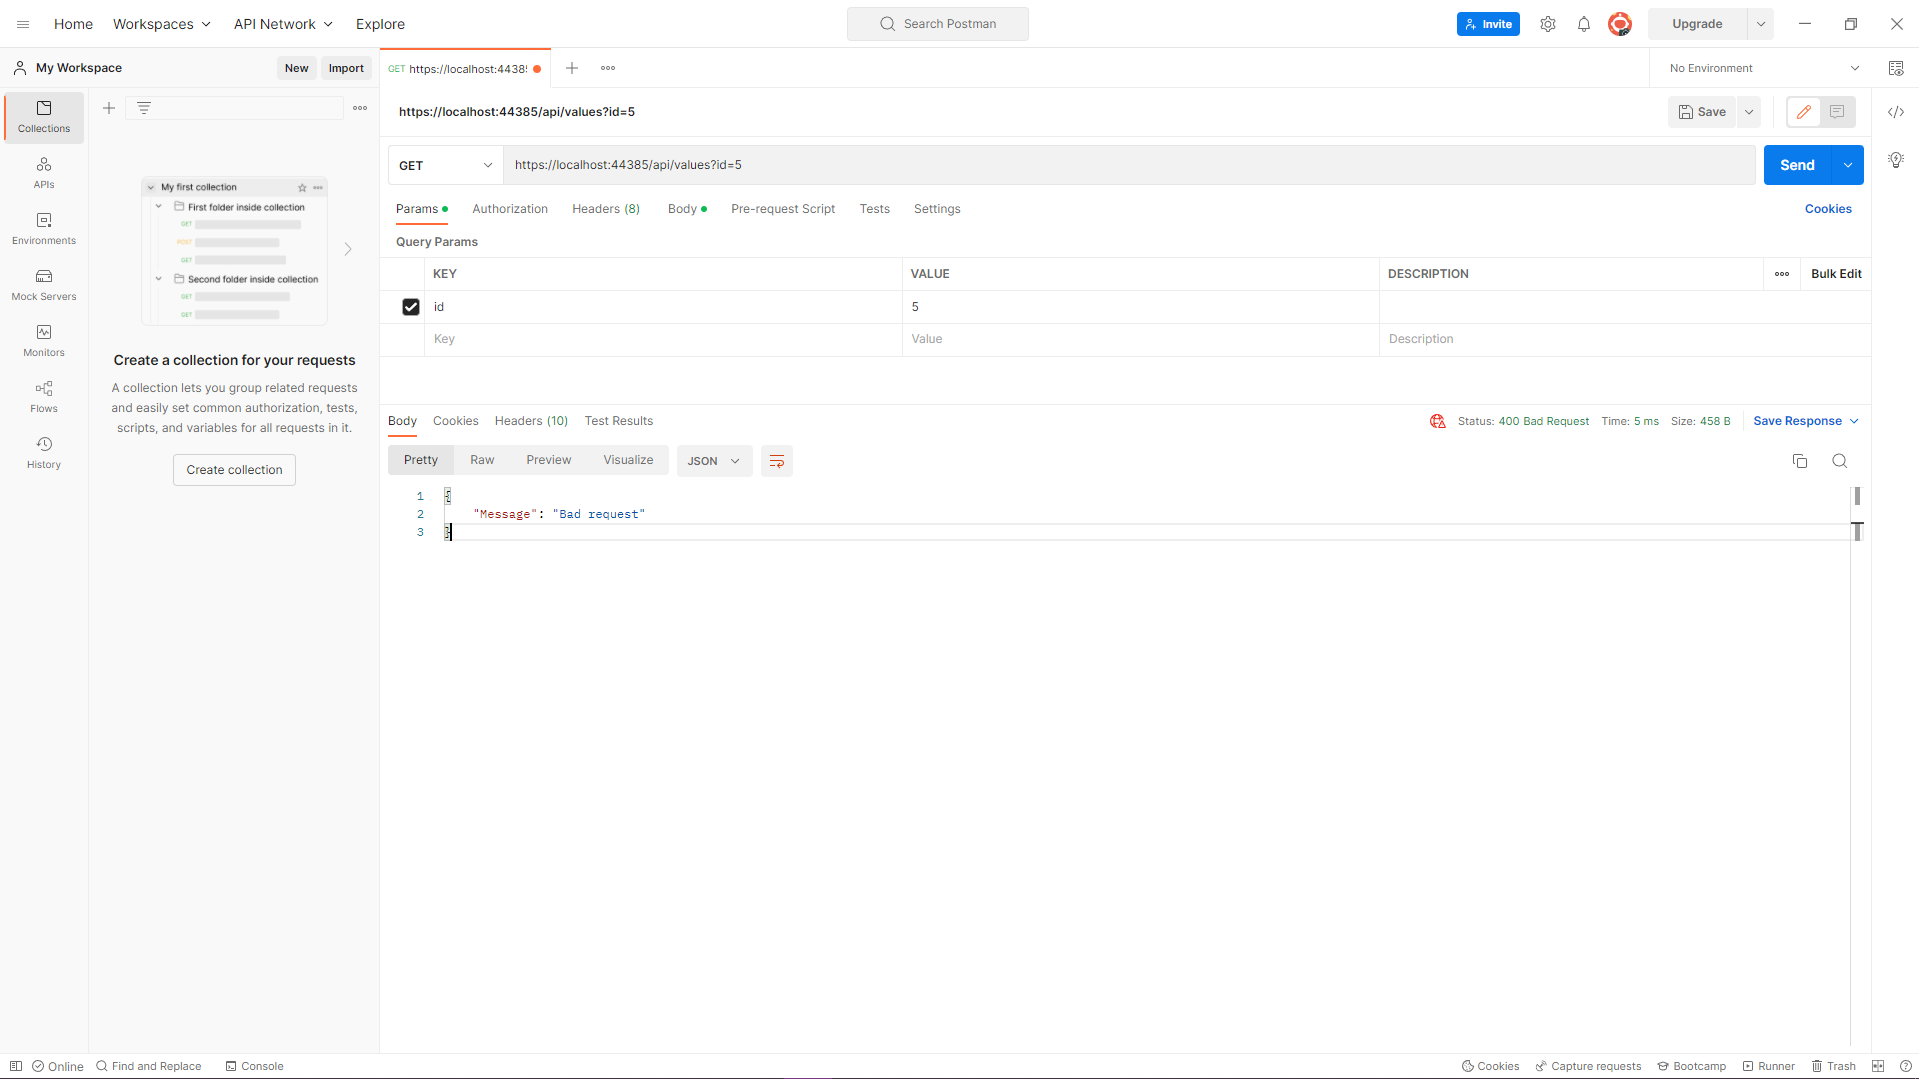 Home Workspaces API Network Explore Search Postman Invite Upgrade
My Workspace New Import GET https://localhost:4438 No Environment
Collections
APIs
Environments
Mock Servers
Monitors
Flows
History
My first collection
First folder inside collection
GET
POST
GET
Second folder inside collection
GET
GET
Create a collection for your requests
A collection lets you group related requests
and easily set common authorization, tests,
scripts, and variables for all requests in it.
Create collection
https://localhost:44385/api/values?id=5 Save
GET https://localhost:44385/api/values?id=5 Send
Params Authorization Headers (8) Body Pre-request Script Tests Settings Cookies
Query Params
KEY VALUE DESCRIPTION Bulk Edit
id 5
Key Value Description
Body Cookies Headers (10) Test Results Status: 400 Bad Request Time: 5 ms Size: 458 B Save Response
Pretty Raw Preview Visualize JSON
1 {
2 "Message": "Bad request"
3 }
Online Find and Replace Console Cookies Capture requests Bootcamp Runner Trash